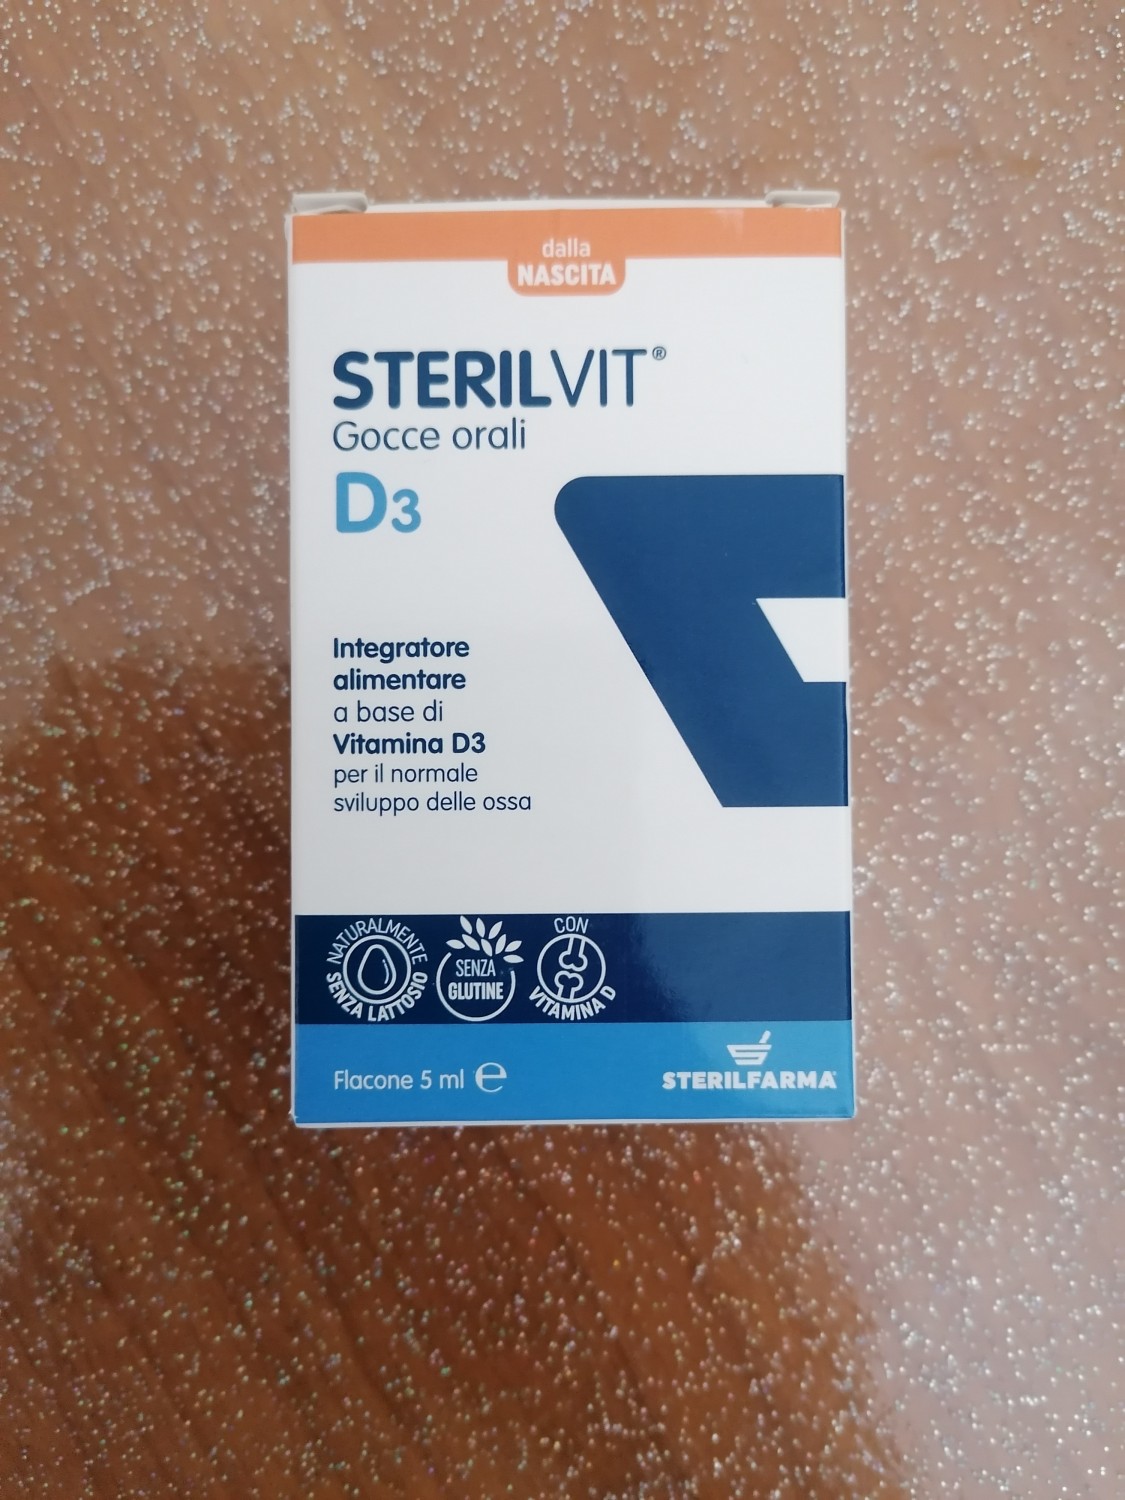 dalla
NASCITA
STERILVIT®
Gocce orali
D3
Integratore
alimentare
a base di
Vitamina D3
per il normale
sviluppo delle ossa
NATURALMENTE
SENZA LATTOSIO
SENZA
GLUTINE
CON
VITAMINA D
Flacone 5 ml ℮
STERILFARMA